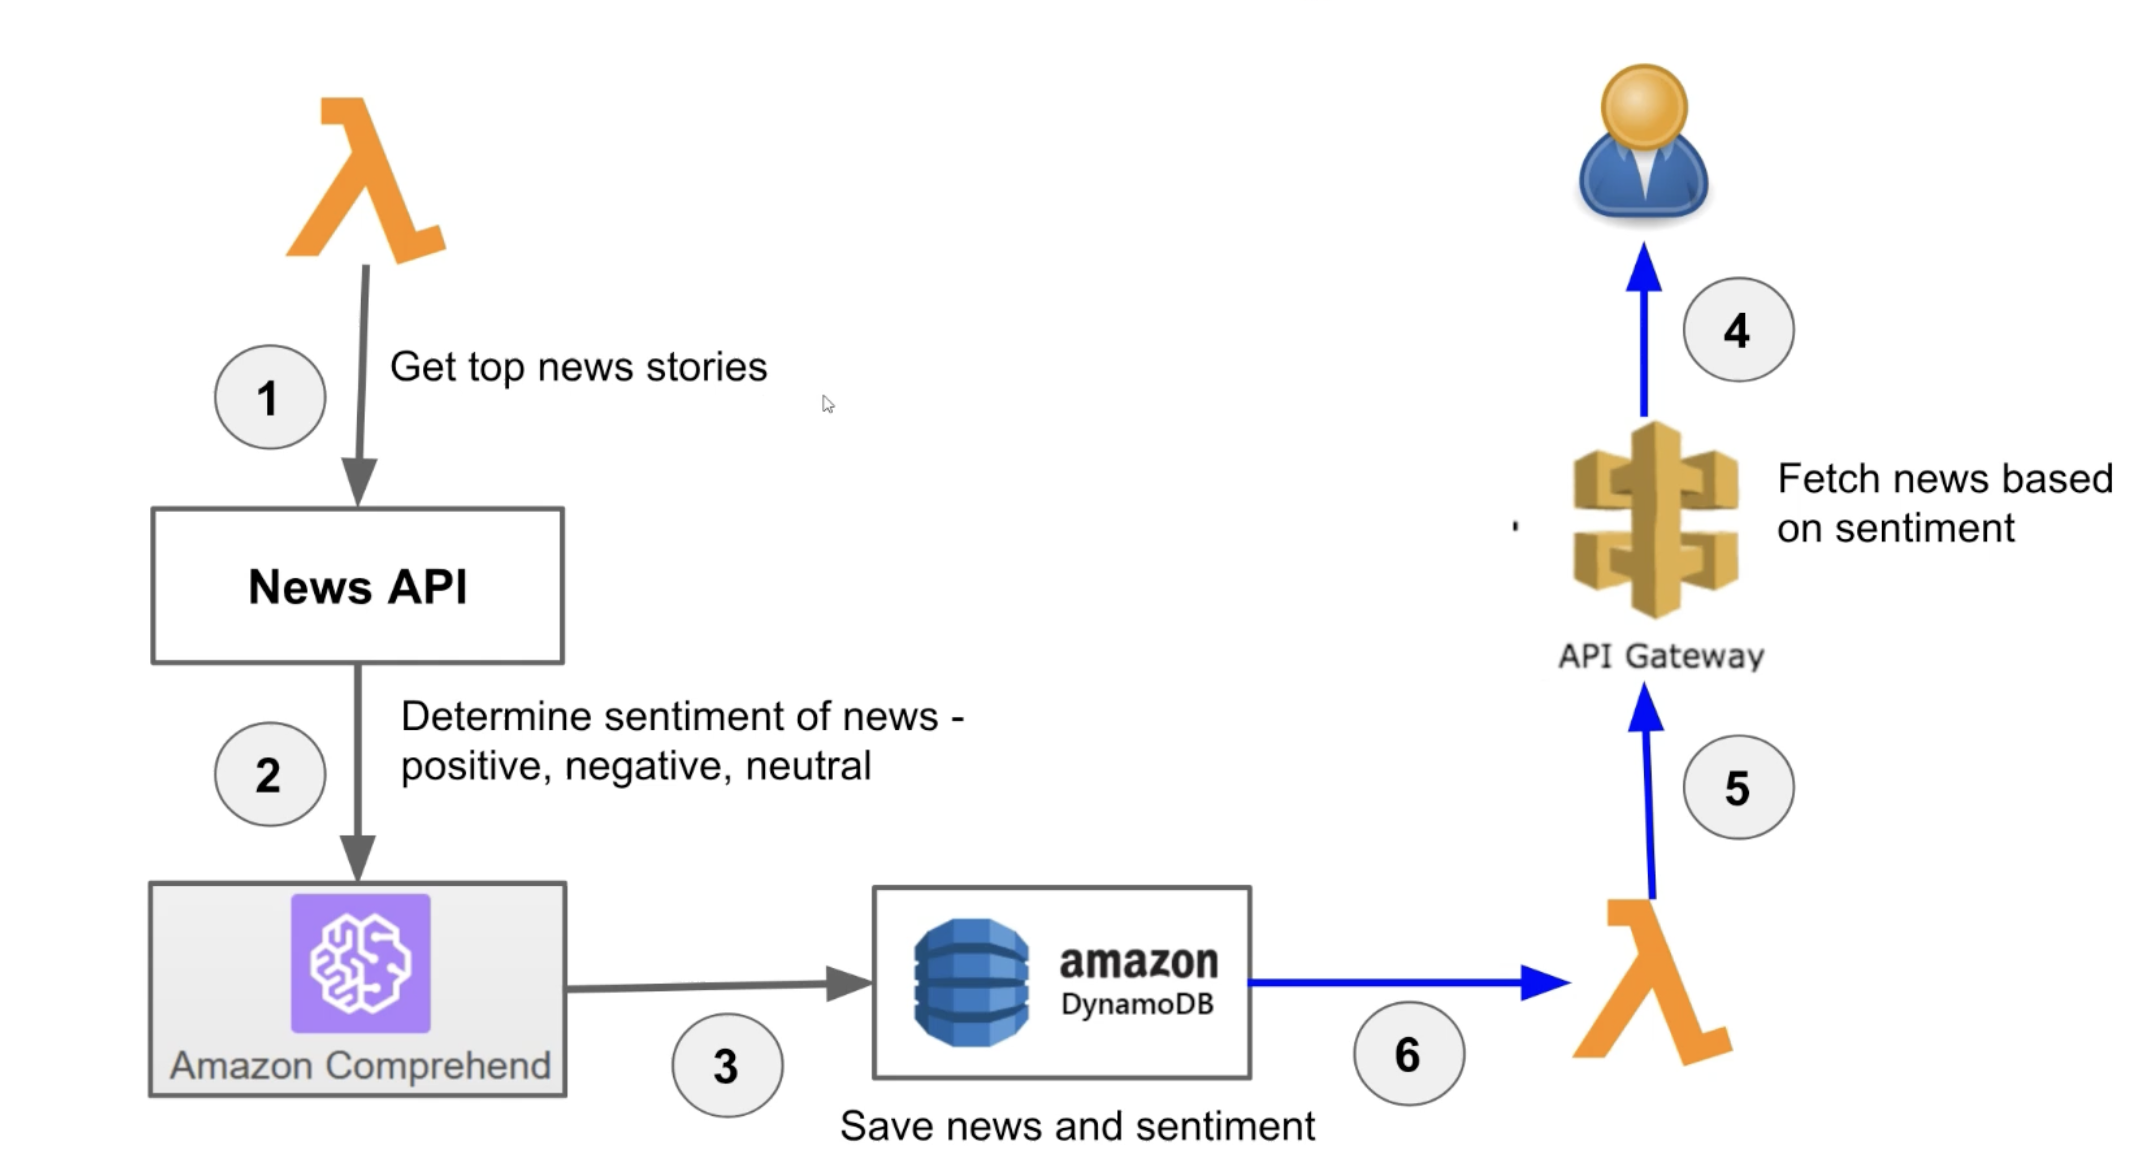 1
Get top news stories
News API
2
Determine sentiment of news -
positive, negative, neutral
Amazon Comprehend
3
amazon
DynamoDB
Save news and sentiment
6
5
API Gateway
Fetch news based
on sentiment
4